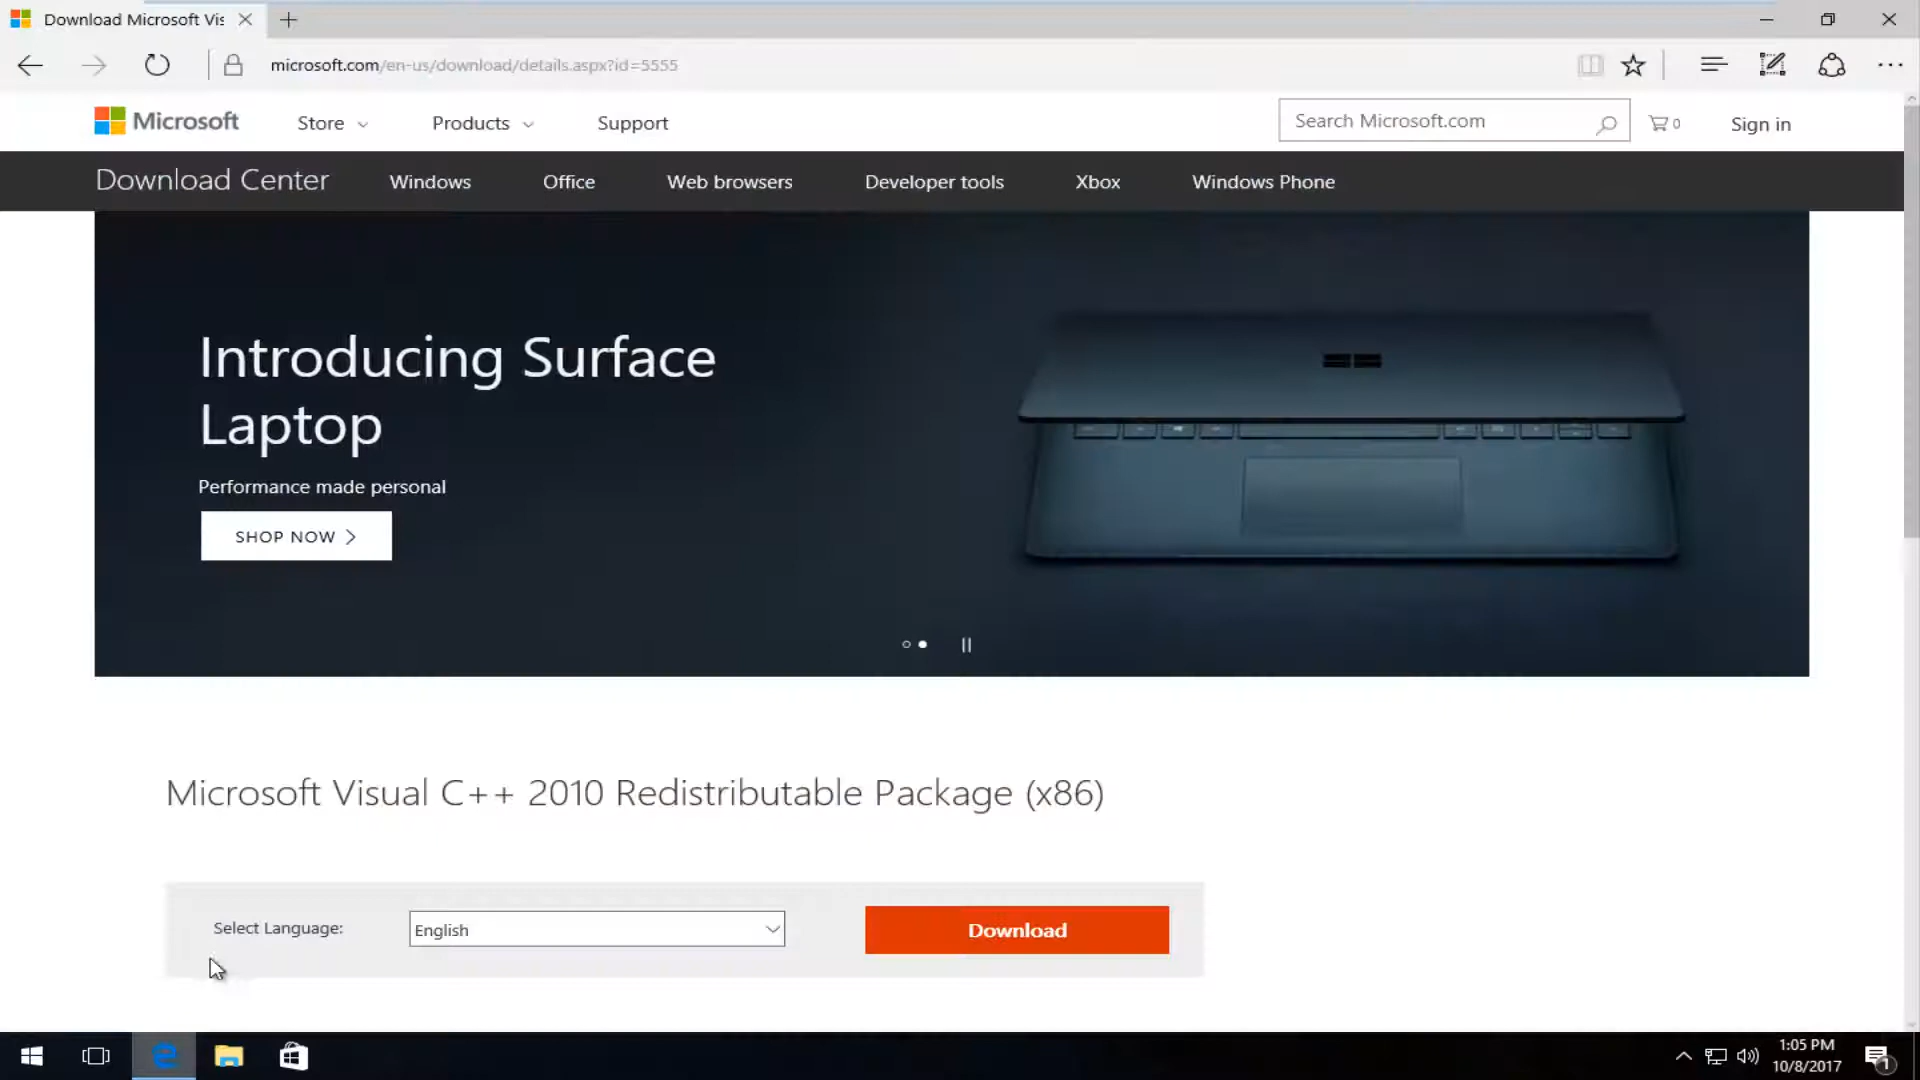 Download Microsoft Vis
microsoft.com/en-us/download/details.aspx?id=5555
Microsoft Store Products Support Search Microsoft.com 0 Sign in
Download Center Windows Office Web browsers Developer tools Xbox Windows Phone
Introducing Surface
Laptop
Performance made personal
SHOP NOW
Microsoft Visual C++ 2010 Redistributable Package (x86)
Select Language: English Download
1:05 PM
10/8/2017
1